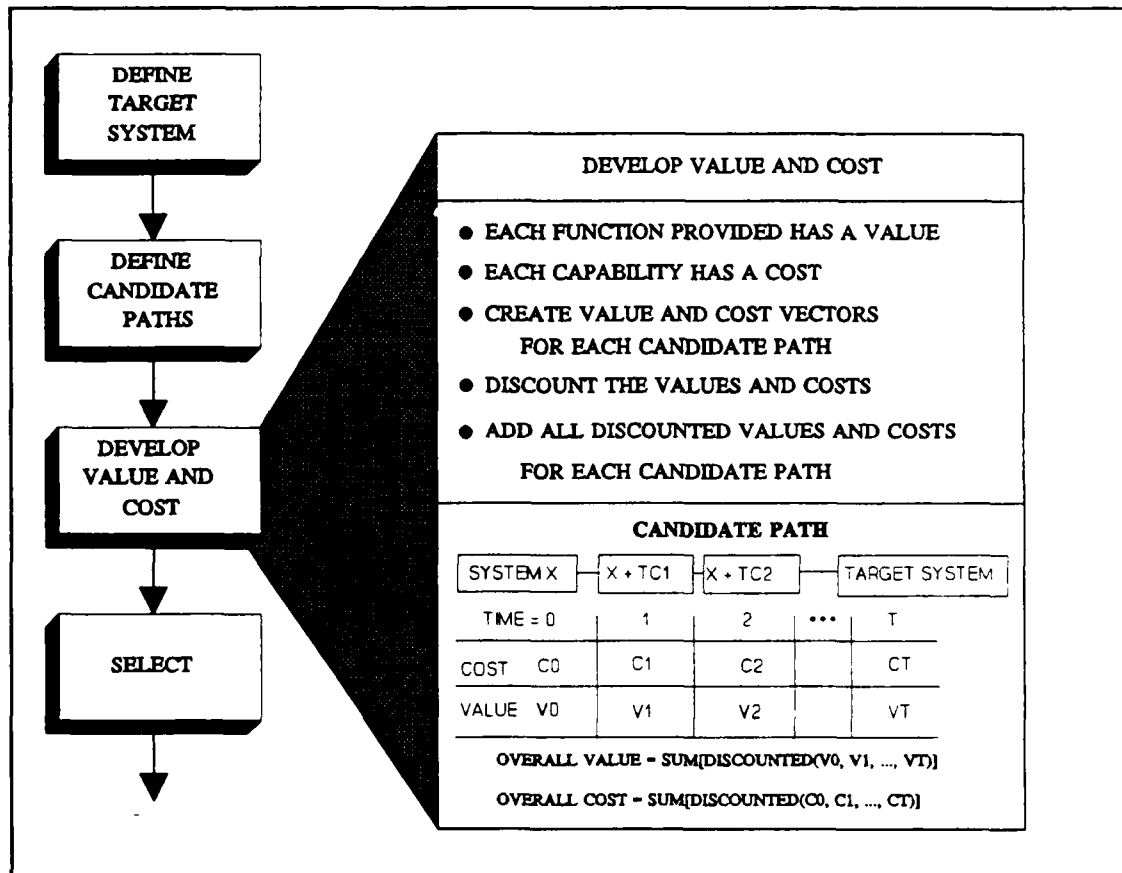 DEFINE
TARGET
SYSTEM
DEFINE
CANDIDATE
PATHS
DEVELOP
VALUE AND
COST
SELECT
DEVELOP VALUE AND COST
● EACH FUNCTION PROVIDED HAS A VALUE
● EACH CAPABILITY HAS A COST
● CREATE VALUE AND COST VECTORS
FOR EACH CANDIDATE PATH
● DISCOUNT THE VALUES AND COSTS
● ADD ALL DISCOUNTED VALUES AND COSTS
FOR EACH CANDIDATE PATH
CANDIDATE PATH
SYSTEM X X + TC1 X + TC2 TARGET SYSTEM
TIME = 0 1 2 ••• T
COST C0 C1 C2 CT
VALUE V0 V1 V2 VT
OVERALL VALUE = SUM[DISCOUNTED(V0, V1, ..., VT)]
OVERALL COST = SUM[DISCOUNTED(C0, C1, ..., CT)]